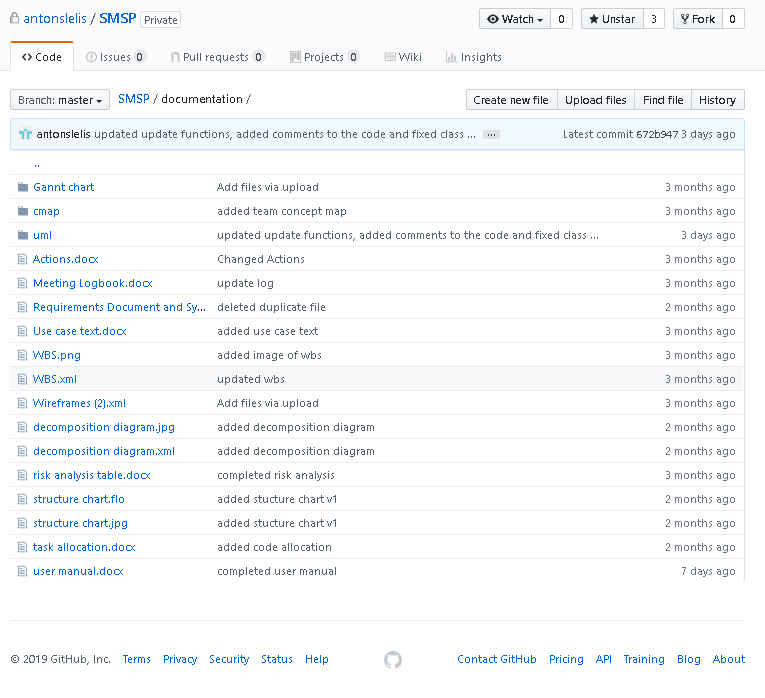 antonslelis / SMSP Private Watch 0 Unstar 3 Fork 0
Code Issues 0 Pull requests 0 Projects 0 Wiki Insights
Branch: master SMSP / documentation / Create new file Upload files Find file History
antonslelis updated update functions, added comments to the code and fixed class ... ... Latest commit 672b947 3 days ago
..
Gannt chart Add files via upload 3 months ago
cmap added team concept map 3 months ago
uml updated update functions, added comments to the code and fixed class ... 3 days ago
Actions.docx Changed Actions 3 months ago
Meeting Logbook.docx update log 3 months ago
Requirements Document and Sy... deleted duplicate file 2 months ago
Use case text.docx added use case text 3 months ago
WBS.png added image of wbs 3 months ago
WBS.xml updated wbs 3 months ago
Wireframes (2).xml Add files via upload 3 months ago
decomposition diagram.jpg added decomposition diagram 2 months ago
decomposition diagram.xml added decomposition diagram 2 months ago
risk analysis table.docx completed risk analysis 3 months ago
structure chart.flo added stucture chart v1 2 months ago
structure chart.jpg added stucture chart v1 2 months ago
task allocation.docx added code allocation 2 months ago
user manual.docx completed user manual 7 days ago
© 2019 GitHub, Inc. Terms Privacy Security Status Help Contact GitHub Pricing API Training Blog About